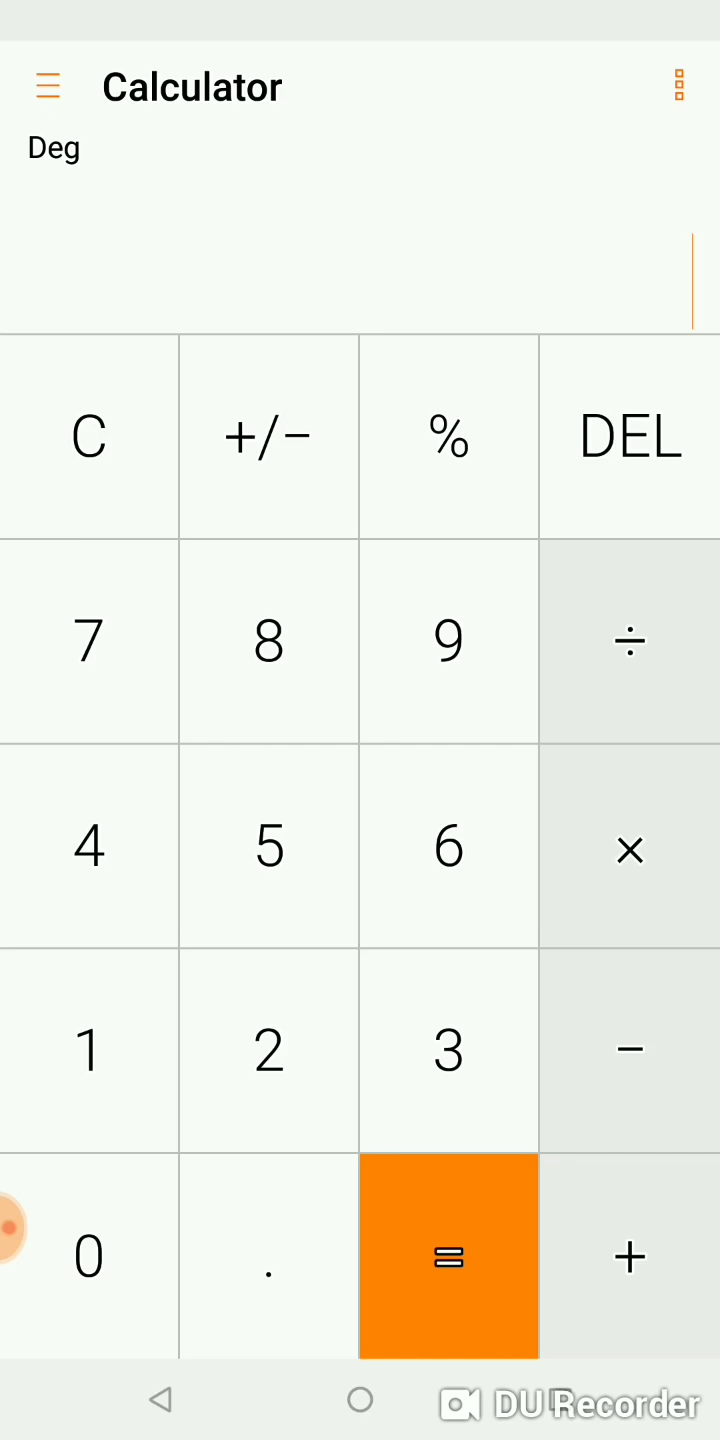 Calculator
Deg
C +/− % DEL
7 8 9 ÷
4 5 6 ×
1 2 3 −
0 . = +
DU Recorder